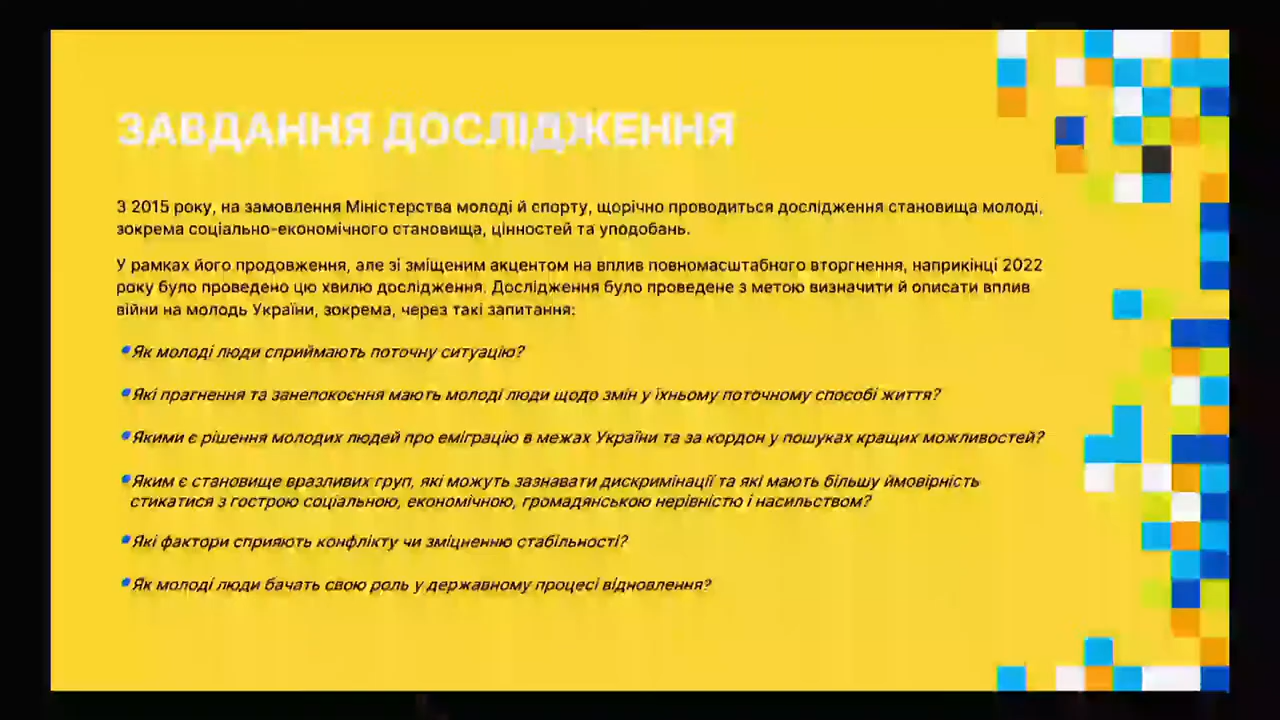 ЗАВДАННЯ ДОСЛІДЖЕННЯ
З 2015 року, на замовлення Міністерства молоді й спорту, щорічно проводиться дослідження становища молоді,
зокрема соціально-економічного становища, цінностей та уподобань.
У рамках його продовження, але зі зміщеним акцентом на вплив повномасштабного вторгнення, наприкінці 2022
року було проведено цю хвилю дослідження. Дослідження було проведене з метою визначити й описати вплив
війни на молодь України, зокрема, через такі запитання:
•Як молоді люди сприймають поточну ситуацію?
•Які прагнення та занепокоєння мають молоді люди щодо змін у їхньому поточному способі життя?
•Якими є рішення молодих людей про еміграцію в межах України та за кордон у пошуках кращих можливостей?
•Яким є становище вразливих груп, які можуть зазнавати дискримінації та які мають більшу ймовірність
стикатися з гострою соціальною, економічною, громадянською нерівністю і насильством?
•Які фактори сприяють конфлікту чи зміцненню стабільності?
•Як молоді люди бачать свою роль у державному процесі відновлення?